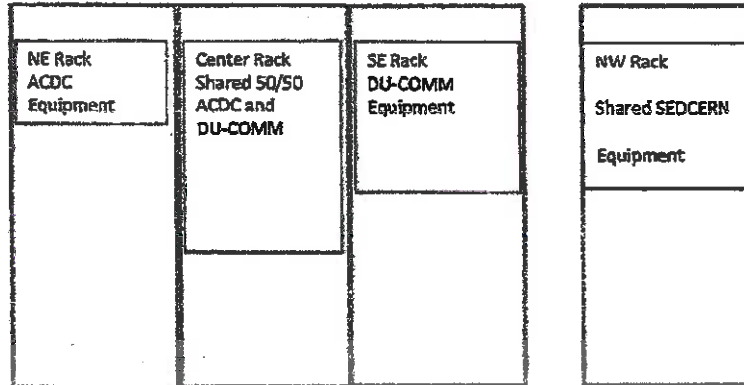 NE Rack
ACDC
Equipment
Center Rack
Shared 50/50
ACDC and
DU-COMM
SE Rack
DU-COMM
Equipment
NW Rack
Shared SEDCERN
Equipment